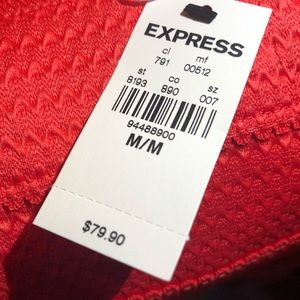 EXPRESS
cl mf
791 00512
st co sz
8193 890 007
94488900
M/M
$79.90